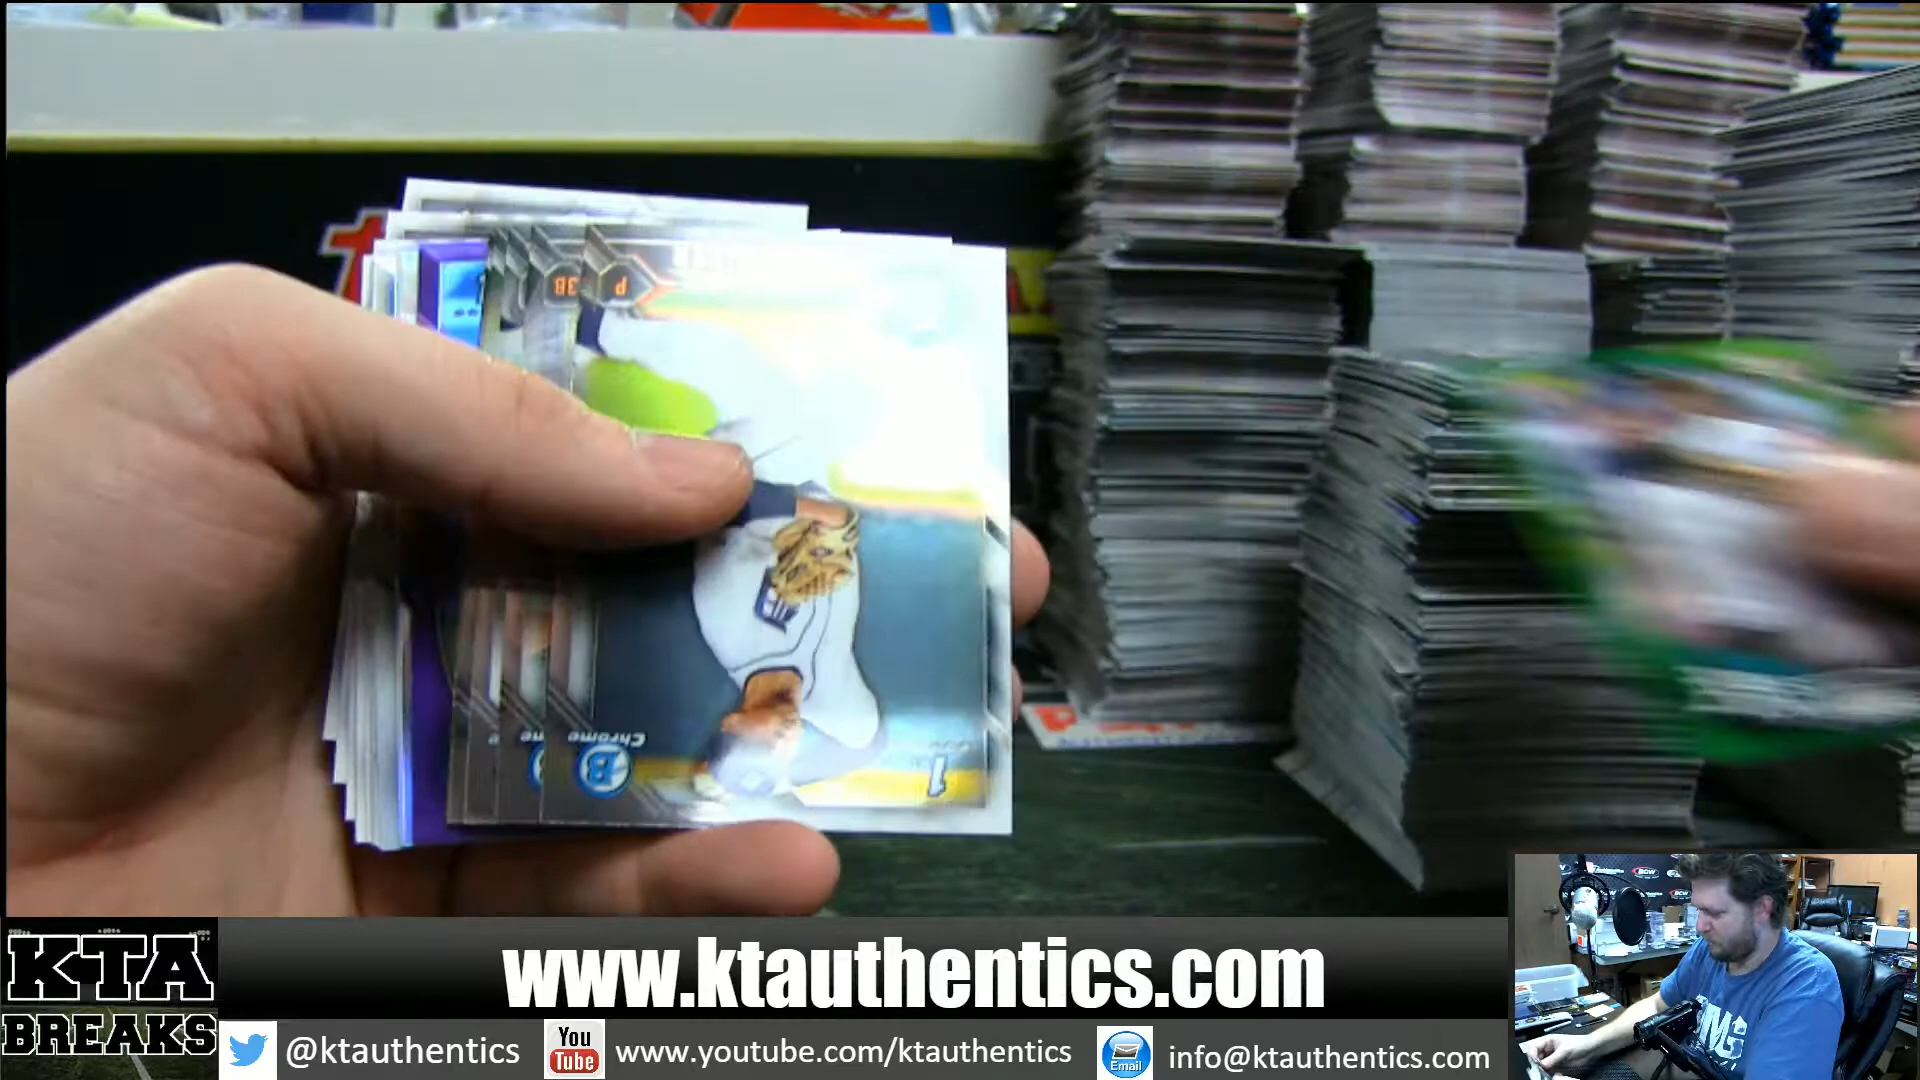 P
3B
Chrome
B
1
KTA
BREAKS
www.ktauthentics.com
@ktauthentics
You
Tube
www.youtube.com/ktauthentics
Email
info@ktauthentics.com